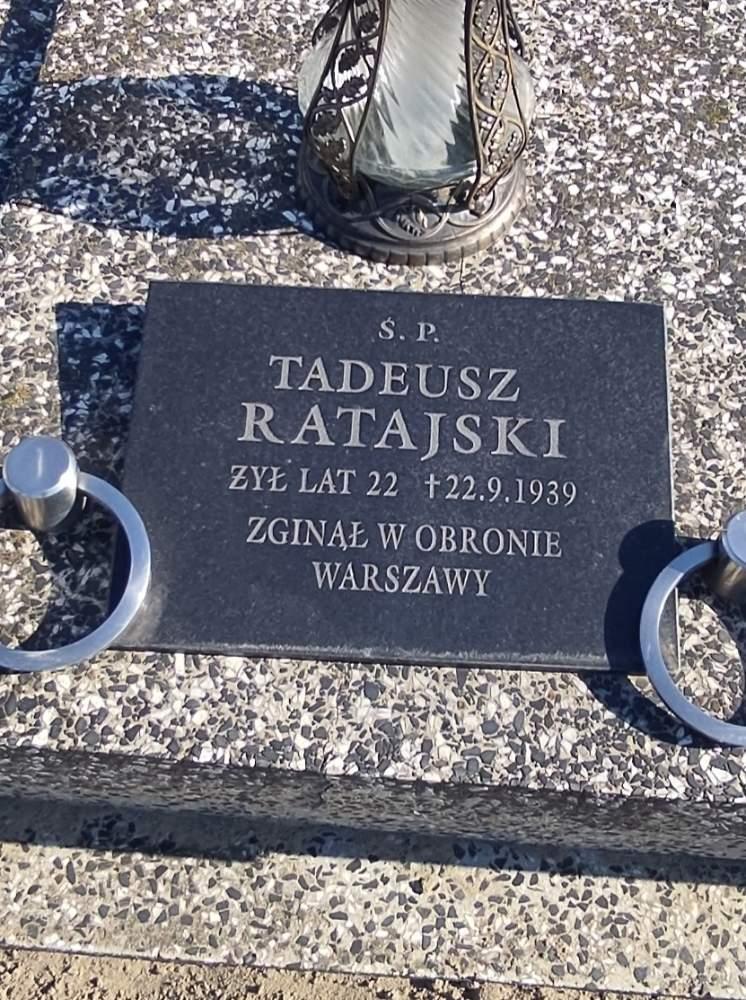 Ś. P.
TADEUSZ
RATAJSKI
ŻYŁ LAT 22 †22.9.1939
ZGINĄŁ W OBRONIE
WARSZAWY